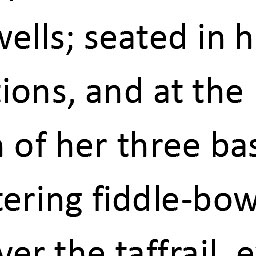 wells; seated in h
tions, and at the
n of her three bas
tering fiddle-bow
ver the taffrail, e